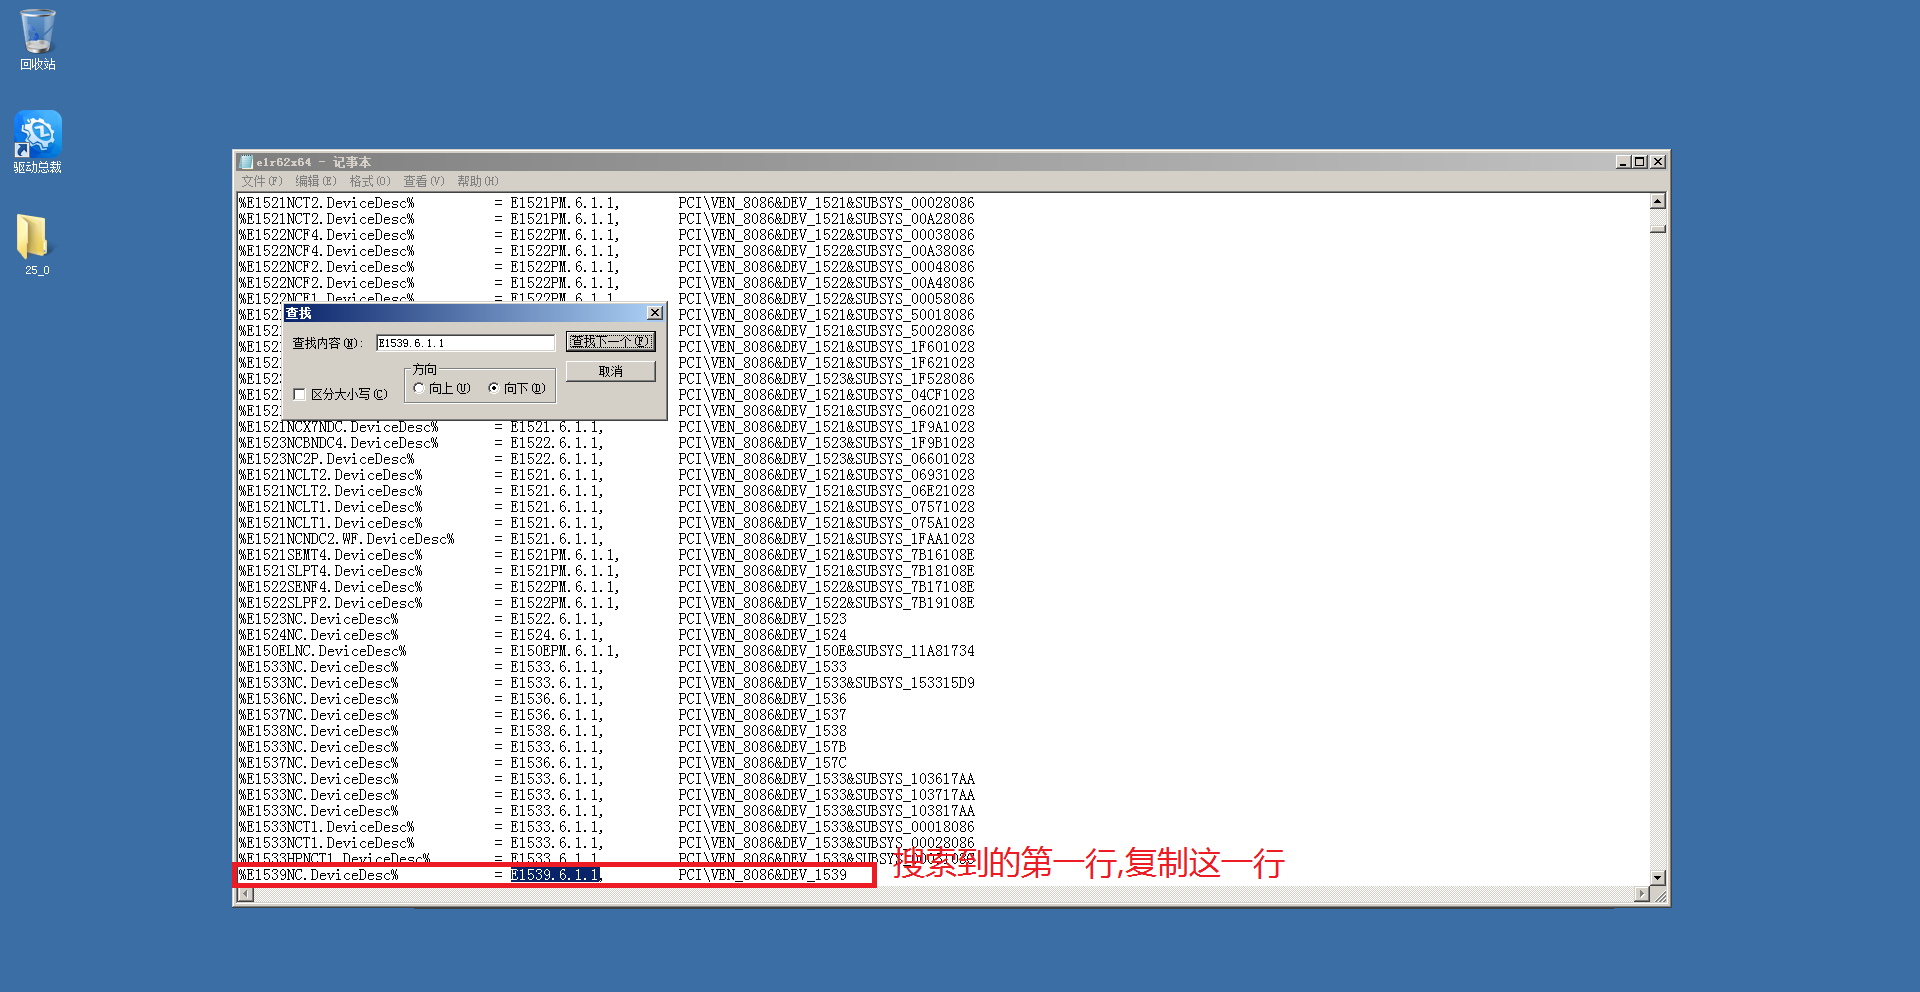 回收站
驱动总裁
25_0
e1r62x64 - 记事本
文件(F) 编辑(E) 格式(O) 查看(V) 帮助(H)
%E1521NCT2.DeviceDesc% = E1521PM.6.1.1, PCI\VEN_8086&DEV_1521&SUBSYS_00028086
%E1521NCT2.DeviceDesc% = E1521PM.6.1.1, PCI\VEN_8086&DEV_1521&SUBSYS_00A28086
%E1522NCF4.DeviceDesc% = E1522PM.6.1.1, PCI\VEN_8086&DEV_1522&SUBSYS_00038086
%E1522NCF4.DeviceDesc% = E1522PM.6.1.1, PCI\VEN_8086&DEV_1522&SUBSYS_00A38086
%E1522NCF2.DeviceDesc% = E1522PM.6.1.1, PCI\VEN_8086&DEV_1522&SUBSYS_00048086
%E1522NCF2.DeviceDesc% = E1522PM.6.1.1, PCI\VEN_8086&DEV_1522&SUBSYS_00A48086
%E1522NCF1.DeviceDesc% = E1522PM.6.1.1 PCI\VEN_8086&DEV_1522&SUBSYS_00058086
%E152 PCI\VEN_8086&DEV_1521&SUBSYS_50018086
%E152 PCI\VEN_8086&DEV_1521&SUBSYS_50028086
%E152 PCI\VEN_8086&DEV_1521&SUBSYS_1F601028
%E152 PCI\VEN_8086&DEV_1521&SUBSYS_1F621028
%E152 PCI\VEN_8086&DEV_1523&SUBSYS_1F528086
%E152 PCI\VEN_8086&DEV_1521&SUBSYS_04CF1028
%E152 PCI\VEN_8086&DEV_1521&SUBSYS_06021028
查找
查找内容(N):
E1539.6.1.1
查找下一个(F)
方向
取消
区分大小写(C)
向上(U) 向下(D)
%E1521NCX7NDC.DeviceDesc% = E1521.6.1.1, PCI\VEN_8086&DEV_1521&SUBSYS_1F9A1028
%E1523NCBNDC4.DeviceDesc% = E1522.6.1.1, PCI\VEN_8086&DEV_1523&SUBSYS_1F9B1028
%E1523NC2P.DeviceDesc% = E1522.6.1.1, PCI\VEN_8086&DEV_1523&SUBSYS_06601028
%E1521NCLT2.DeviceDesc% = E1521.6.1.1, PCI\VEN_8086&DEV_1521&SUBSYS_06931028
%E1521NCLT2.DeviceDesc% = E1521.6.1.1, PCI\VEN_8086&DEV_1521&SUBSYS_06E21028
%E1521NCLT1.DeviceDesc% = E1521.6.1.1, PCI\VEN_8086&DEV_1521&SUBSYS_07571028
%E1521NCLT1.DeviceDesc% = E1521.6.1.1, PCI\VEN_8086&DEV_1521&SUBSYS_075A1028
%E1521NCNDC2.WF.DeviceDesc% = E1521.6.1.1, PCI\VEN_8086&DEV_1521&SUBSYS_1FAA1028
%E1521SEMT4.DeviceDesc% = E1521PM.6.1.1, PCI\VEN_8086&DEV_1521&SUBSYS_7B16108E
%E1521SLPT4.DeviceDesc% = E1521PM.6.1.1, PCI\VEN_8086&DEV_1521&SUBSYS_7B18108E
%E1522SENF4.DeviceDesc% = E1522PM.6.1.1, PCI\VEN_8086&DEV_1522&SUBSYS_7B17108E
%E1522SLPF2.DeviceDesc% = E1522PM.6.1.1, PCI\VEN_8086&DEV_1522&SUBSYS_7B19108E
%E1523NC.DeviceDesc% = E1522.6.1.1, PCI\VEN_8086&DEV_1523
%E1524NC.DeviceDesc% = E1524.6.1.1, PCI\VEN_8086&DEV_1524
%E150ELNC.DeviceDesc% = E150EPM.6.1.1, PCI\VEN_8086&DEV_150E&SUBSYS_11A81734
%E1533NC.DeviceDesc% = E1533.6.1.1, PCI\VEN_8086&DEV_1533
%E1533NC.DeviceDesc% = E1533.6.1.1, PCI\VEN_8086&DEV_1533&SUBSYS_153315D9
%E1536NC.DeviceDesc% = E1536.6.1.1, PCI\VEN_8086&DEV_1536
%E1537NC.DeviceDesc% = E1536.6.1.1, PCI\VEN_8086&DEV_1537
%E1538NC.DeviceDesc% = E1538.6.1.1, PCI\VEN_8086&DEV_1538
%E1533NC.DeviceDesc% = E1533.6.1.1, PCI\VEN_8086&DEV_157B
%E1537NC.DeviceDesc% = E1536.6.1.1, PCI\VEN_8086&DEV_157C
%E1533NC.DeviceDesc% = E1533.6.1.1, PCI\VEN_8086&DEV_1533&SUBSYS_103617AA
%E1533NC.DeviceDesc% = E1533.6.1.1, PCI\VEN_8086&DEV_1533&SUBSYS_103717AA
%E1533NC.DeviceDesc% = E1533.6.1.1, PCI\VEN_8086&DEV_1533&SUBSYS_103817AA
%E1533NCT1.DeviceDesc% = E1533.6.1.1, PCI\VEN_8086&DEV_1533&SUBSYS_00018086
%E1533NCT1.DeviceDesc% = E1533.6.1.1, PCI\VEN_8086&DEV_1533&SUBSYS_00028086
%E1533HPNCT1.DeviceDesc% = E1533.6.1.1 PCI\VEN_8086&DEV_1533&SUBSYS
%E1539NC.DeviceDesc% = E1539.6.1.1, PCI\VEN_8086&DEV_1539
搜索到的第一行,复制这一行